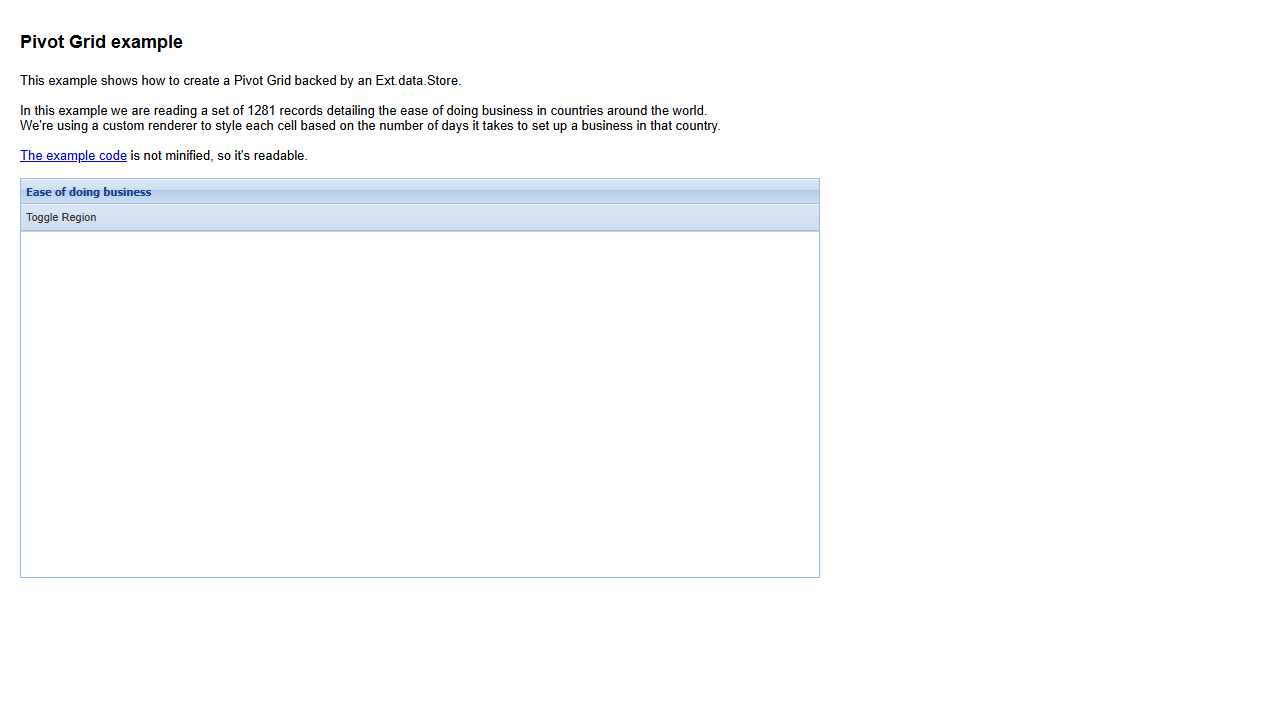 Pivot Grid example
This example shows how to create a Pivot Grid backed by an Ext.data.Store.
In this example we are reading a set of 1281 records detailing the ease of doing business in countries around the world.
We're using a custom renderer to style each cell based on the number of days it takes to set up a business in that country.
The example code is not minified, so it's readable.
Ease of doing business
Toggle Region